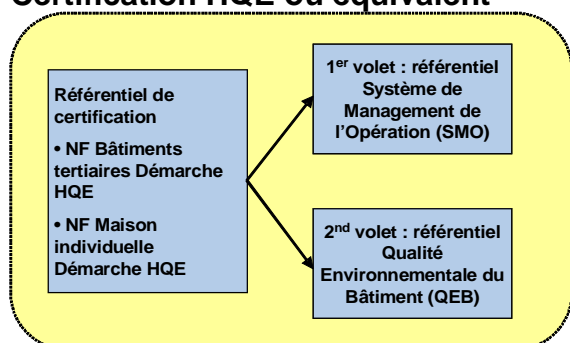 Certification HQE ou équivalent
Référentiel de
certification
• NF Bâtiments
tertiaires Démarche
HQE
• NF Maison
individuelle
Démarche HQE
1er volet : référentiel
Système de
Management de
l’Opération (SMO)
2nd volet : référentiel
Qualité
Environnementale du
Bâtiment (QEB)